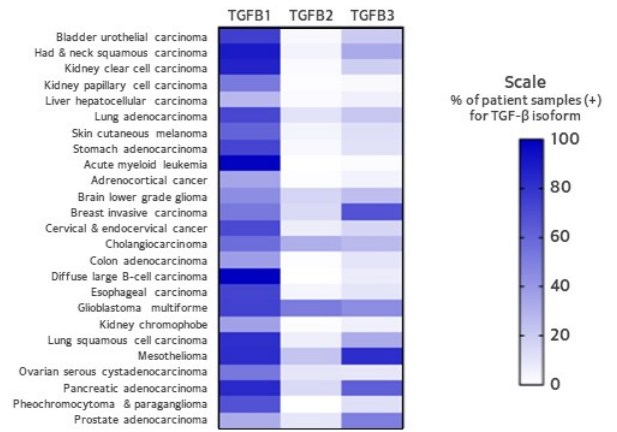 TGFB1 TGFB2 TGFB3
Bladder urothelial carcinoma
Had & neck squamous carcinoma
Kidney clear cell carcinoma
Kidney papillary cell carcinoma
Liver hepatocellular carcinoma
Lung adenocarcinoma
Skin cutaneous melanoma
Stomach adenocarcinoma
Acute myeloid leukemia
Adrenocortical cancer
Brain lower grade glioma
Breast invasive carcinoma
Cervical & endocervical cancer
Cholangiocarcinoma
Colon adenocarcinoma
Diffuse large B-cell carcinoma
Esophageal carcinoma
Glioblastoma multiforme
Kidney chromophobe
Lung squamous cell carcinoma
Mesothelioma
Ovarian serous cystadenocarcinoma
Pancreatic adenocarcinoma
Pheochromocytoma & paraganglioma
Prostate adenocarcinoma
Scale
% of patient samples (+)
for TGF-β isoform
100
80
60
40
20
0